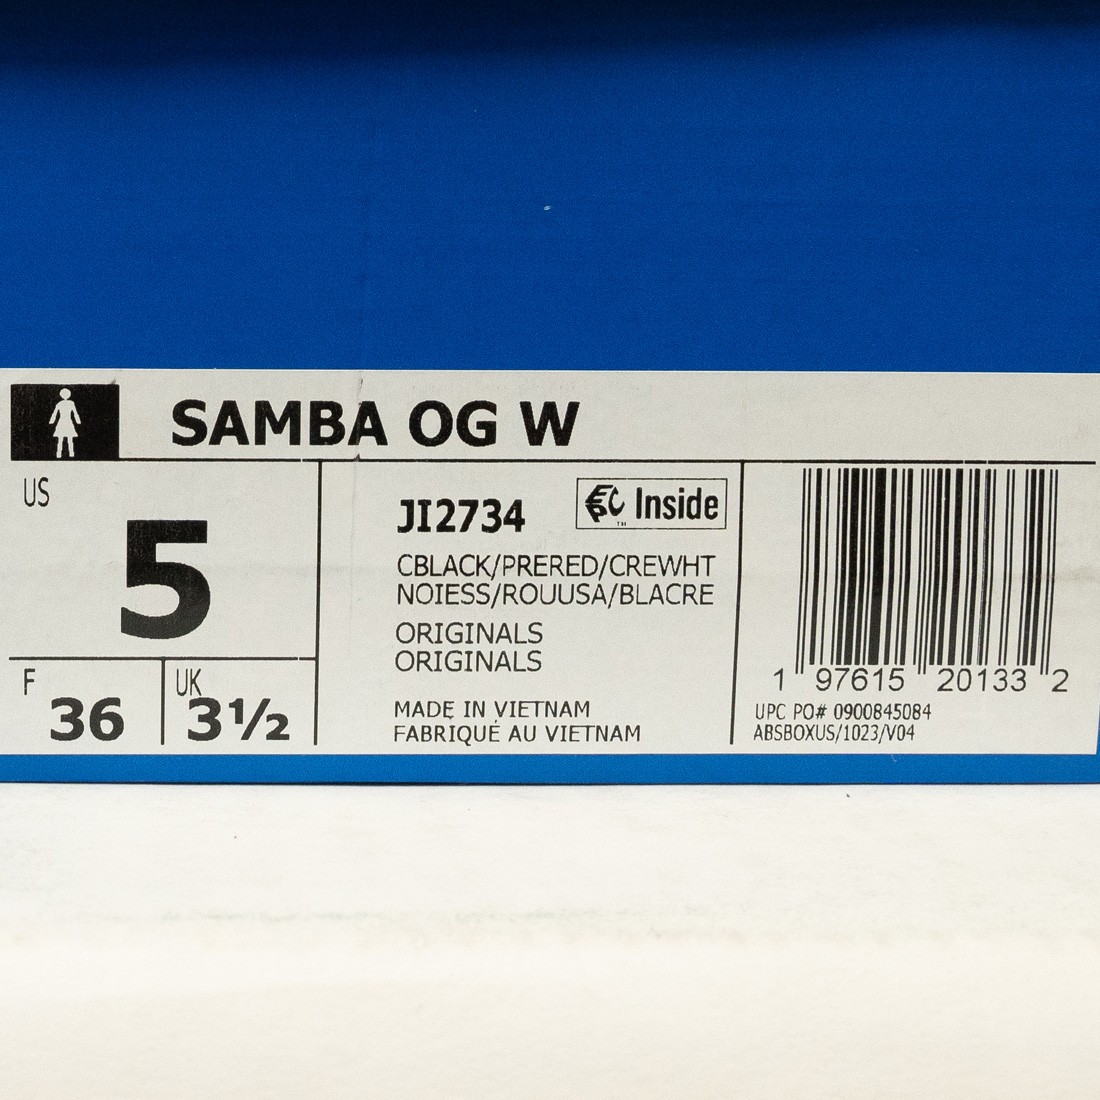 SAMBA OG W
US
5
F
36
UK
3½
JI2734
Inside
CBLACK/PRERED/CREWHT
NOIESS/ROUUSA/BLACRE
ORIGINALS
ORIGINALS
MADE IN VIETNAM
FABRIQUÉ AU VIETNAM
1 97615 20133 2
UPC PO# 0900845084
ABSBOXUS/1023/V04